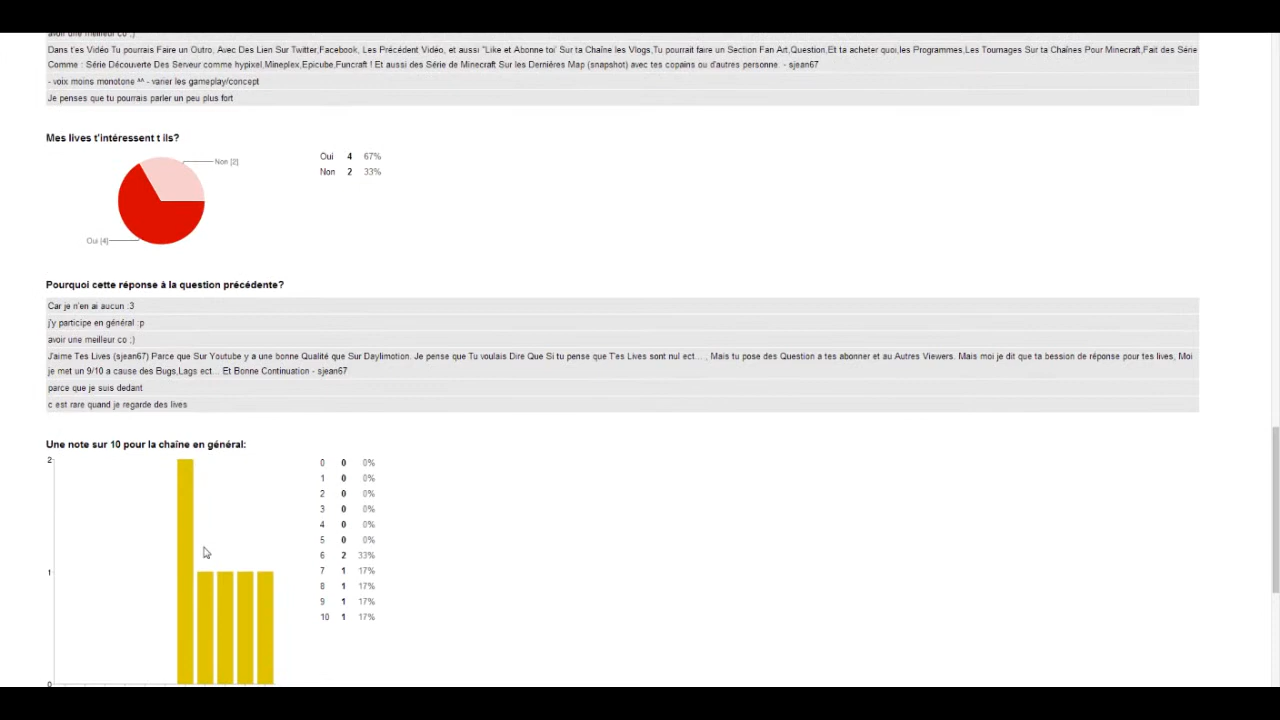 avoir une meilleur co ;)
Dans t'es Vidéo Tu pourrais Faire un Outro, Avec Des Lien Sur Twitter,Facebook, Les Précédent Vidéo, et aussi "Like et Abonne toi' Sur ta Chaîne les Vlogs,Tu pourrait faire un Section Fan Art,Question,Et ta acheter quoi,les Programmes,Les Tournages Sur ta Chaînes Pour Minecraft,Fait des Série
Comme : Série Découverte Des Serveur comme hypixel,Mineplex,Epicube,Funcraft ! Et aussi des Série de Minecraft Sur les Dernières Map (snapshot) avec tes copains ou d'autres personne. - sjean67
- voix moins monotone ^^ - varier les gameplay/concept
Je penses que tu pourrais parler un peu plus fort
Mes lives t'intéressent t ils?
Non [2]
Oui [4]
Oui 4 67%
Non 2 33%
Pourquoi cette réponse à la question précédente?
Car je n'en ai aucun :3
j'y participe en général :p
avoir une meilleur co ;)
J'aime Tes Lives (sjean67) Parce que Sur Youtube y a une bonne Qualité que Sur Daylimotion. Je pense que Tu voulais Dire Que Si tu pense que T'es Lives sont nul ect... , Mais tu pose des Question a tes abonner et au Autres Viewers. Mais moi je dit que ta bession de réponse pour tes lives, Moi
je met un 9/10 a cause des Bugs,Lags ect... Et Bonne Continuation - sjean67
parce que je suis dedant
c est rare quand je regarde des lives
Une note sur 10 pour la chaîne en général:
2
1
0
0 0 0%
1 0 0%
2 0 0%
3 0 0%
4 0 0%
5 0 0%
6 2 33%
7 1 17%
8 1 17%
9 1 17%
10 1 17%